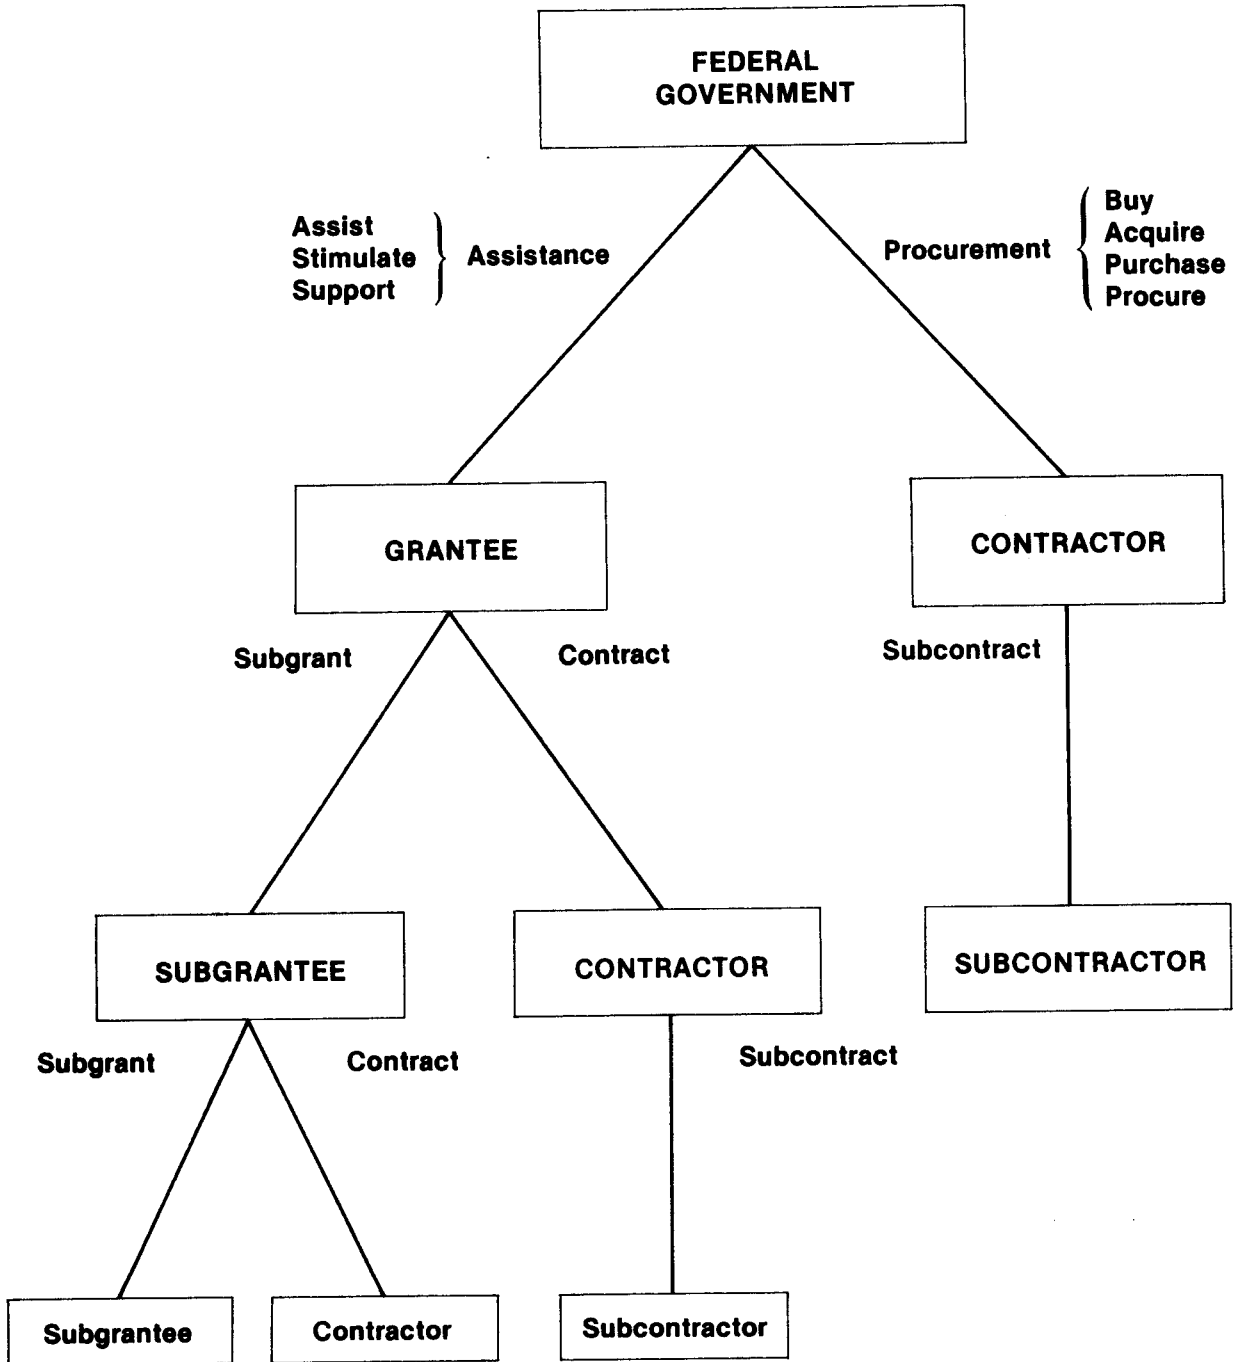 FEDERAL
GOVERNMENT
Assist
Stimulate
Support
Assistance
Procurement
Buy
Acquire
Purchase
Procure
GRANTEE
CONTRACTOR
Subgrant
Contract
Subcontract
SUBGRANTEE
CONTRACTOR
SUBCONTRACTOR
Subgrant
Contract
Subcontract
Subgrantee
Contractor
Subcontractor